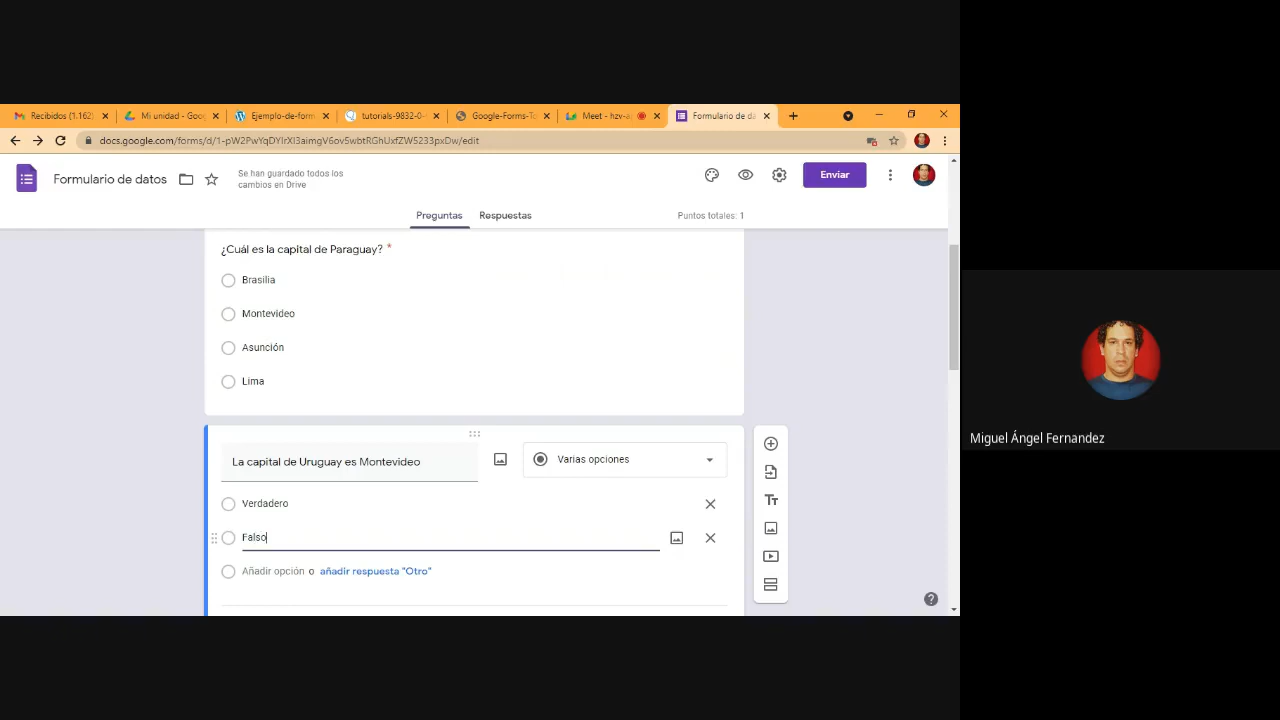 Recibidos (1.162)
Mi unidad - Goo
Ejemplo-de-form
tutorials-9832-0-
Google-Forms-To
Meet - hzv-a
Formulario de da
docs.google.com/forms/d/1-pW2PwYqDYIrXI3aimgV6ov5wbtRGhUxfZW5233pxDw/edit
Formulario de datos
Se han guardado todos los
cambios en Drive
Enviar
Preguntas
Respuestas
Puntos totales: 1
¿Cuál es la capital de Paraguay? *
Brasilia
Montevideo
Asunción
Lima
La capital de Uruguay es Montevideo
Varias opciones
Verdadero
Falso
Añadir opción o añadir respuesta "Otro"
Tт
Miguel Ángel Fernandez